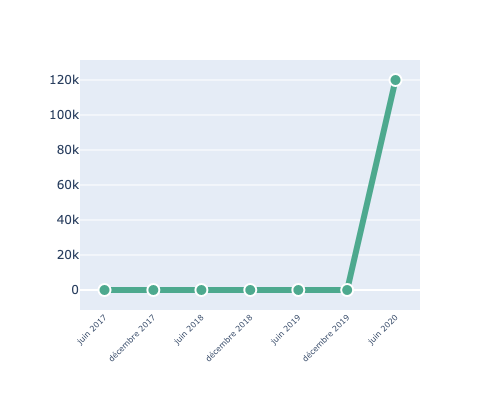 120k
100k
80k
60k
40k
20k
0
juin 2017
décembre 2017
juin 2018
décembre 2018
juin 2019
décembre 2019
juin 2020